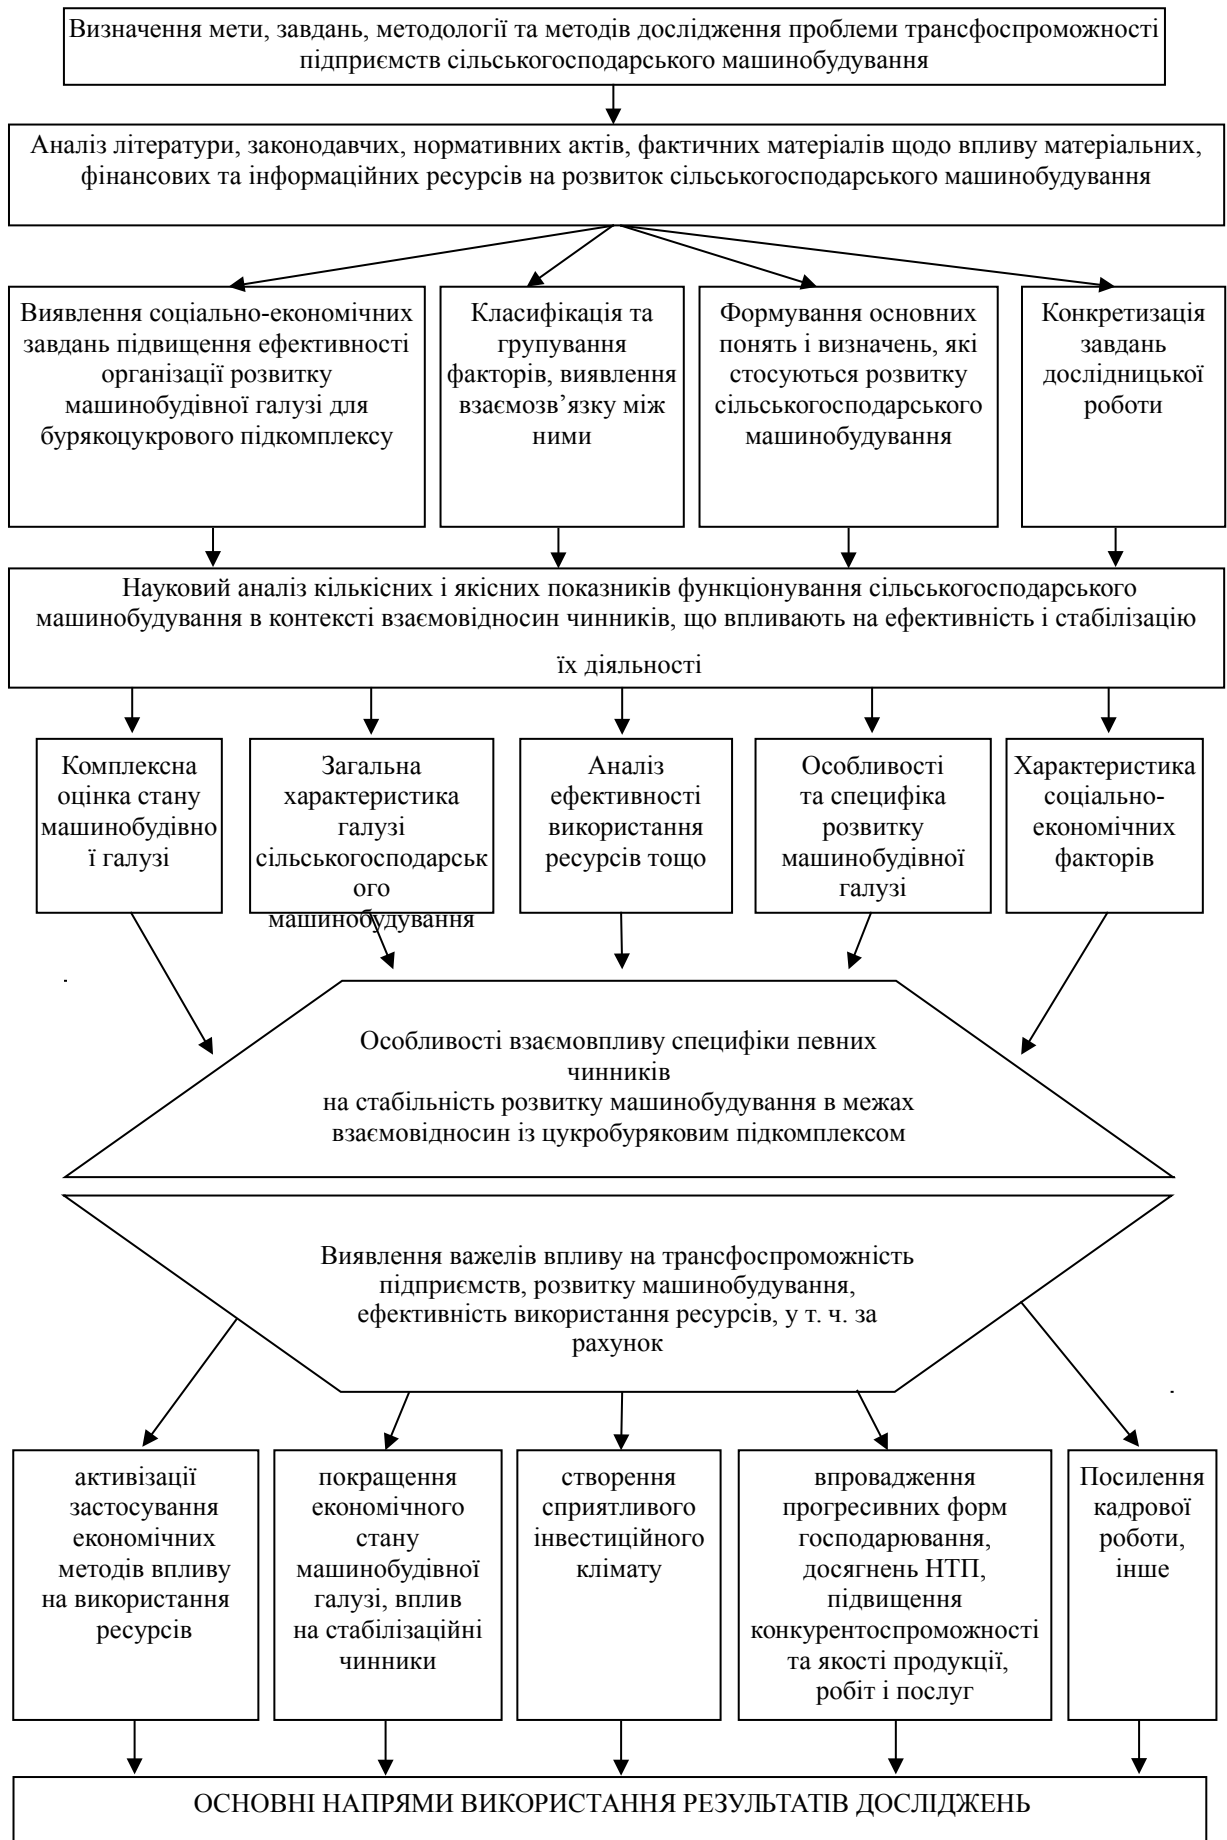 Визначення мети, завдань, методології та методів дослідження проблеми трансфоспроможності
підприємств сільськогосподарського машинобудування
Аналіз літератури, законодавчих, нормативних актів, фактичних матеріалів щодо впливу матеріальних,
фінансових та інформаційних ресурсів на розвиток сільськогосподарського машинобудування
Виявлення соціально-економічних
завдань підвищення ефективності
організації розвитку
машинобудівної галузі для
бурякоцукрового підкомплексу
Класифікація та
групування
факторів, виявлення
взаємозв’язку між
ними
Формування основних
понять і визначень, які
стосуються розвитку
сільськогосподарського
машинобудування
Конкретизація
завдань
дослідницької
роботи
Науковий аналіз кількісних і якісних показників функціонування сільськогосподарського
машинобудування в контексті взаємовідносин чинників, що впливають на ефективність і стабілізацію
їх діяльності
Комплексна
оцінка стану
машинобудівно
ї галузі
Загальна
характеристика
галузі
сільськогосподарськ
ого
машинобудування
Аналіз
ефективності
використання
ресурсів тощо
Особливості
та специфіка
розвитку
машинобудівної
галузі
Характеристика
соціально-
економічних
факторів
Особливості взаємовпливу специфіки певних
чинників
на стабільність розвитку машинобудування в межах
взаємовідносин із цукробуряковим підкомплексом
Виявлення важелів впливу на трансфоспроможність
підприємств, розвитку машинобудування,
ефективність використання ресурсів, у т. ч. за
рахунок
активізації
застосування
економічних
методів впливу
на використання
ресурсів
покращення
економічного
стану
машинобудівної
галузі, вплив
на стабілізаційні
чинники
створення
сприятливого
інвестиційного
клімату
впровадження
прогресивних форм
господарювання,
досягнень НТП,
підвищення
конкурентоспроможності
та якості продукції,
робіт і послуг
Посилення
кадрової
роботи,
інше
ОСНОВНІ НАПРЯМИ ВИКОРИСТАННЯ РЕЗУЛЬТАТІВ ДОСЛІДЖЕНЬ